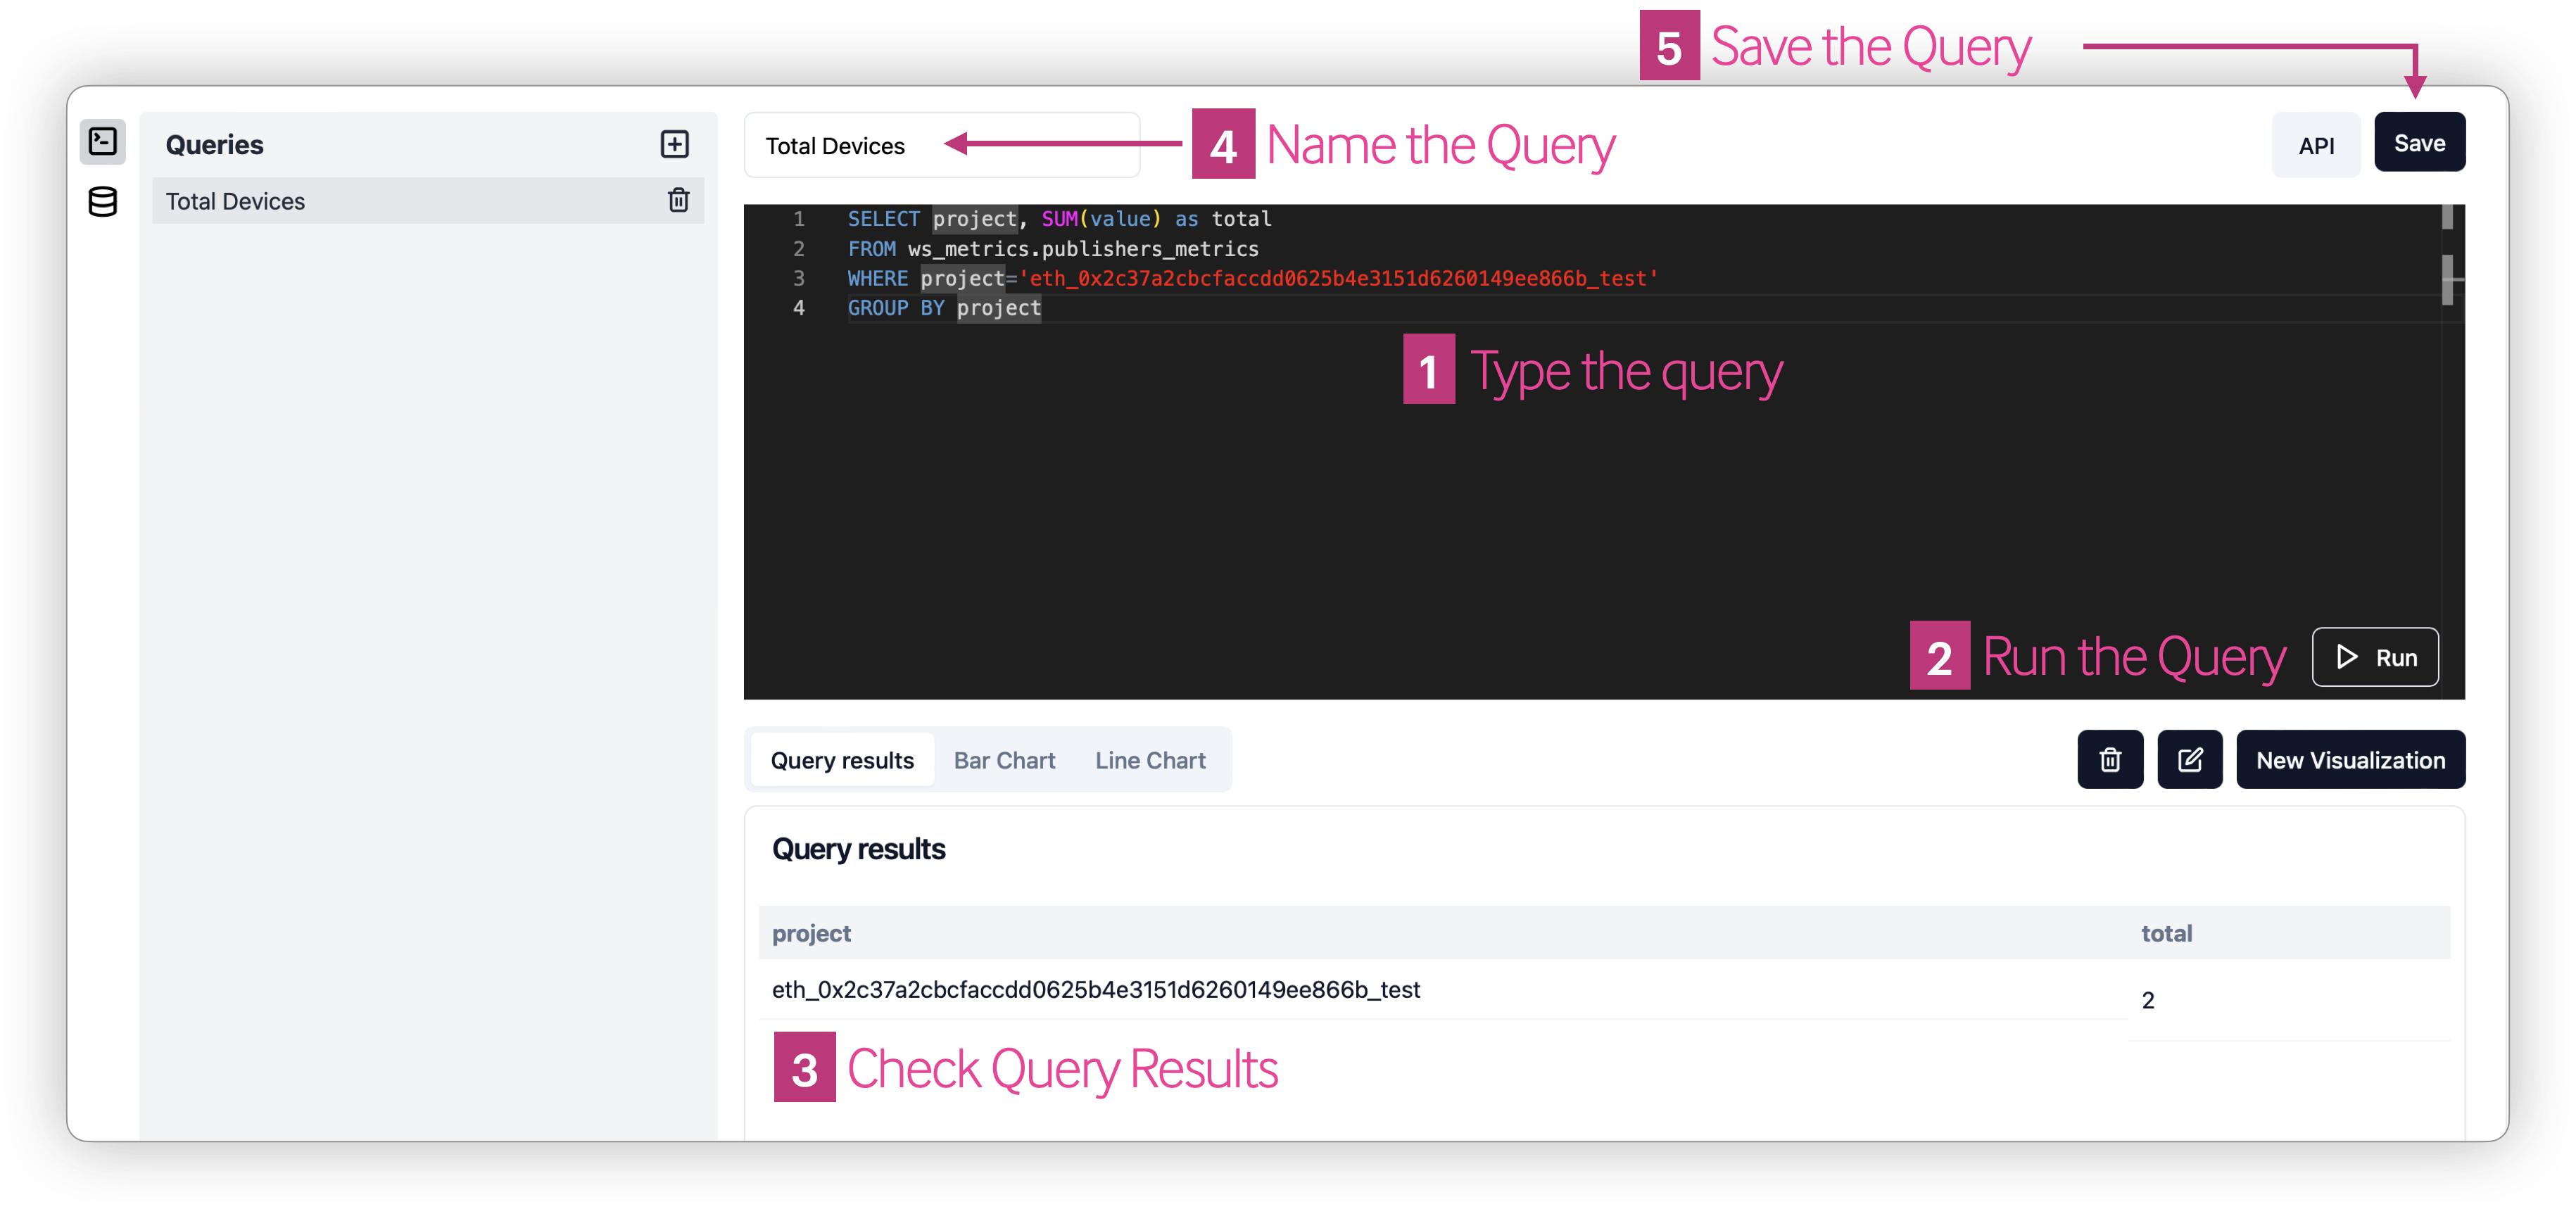 5 Save the Query
Queries
Total Devices
Total Devices
4 Name the Query
API
Save
1 SELECT project, SUM(value) as total
2 FROM ws_metrics.publishers_metrics
3 WHERE project='eth_0x2c37a2cbcfaccdd0625b4e3151d6260149ee866b_test'
4 GROUP BY project
1 Type the query
2 Run the Query
Run
Query results
Bar Chart
Line Chart
New Visualization
Query results
project total
eth_0x2c37a2cbcfaccdd0625b4e3151d6260149ee866b_test 2
3 Check Query Results